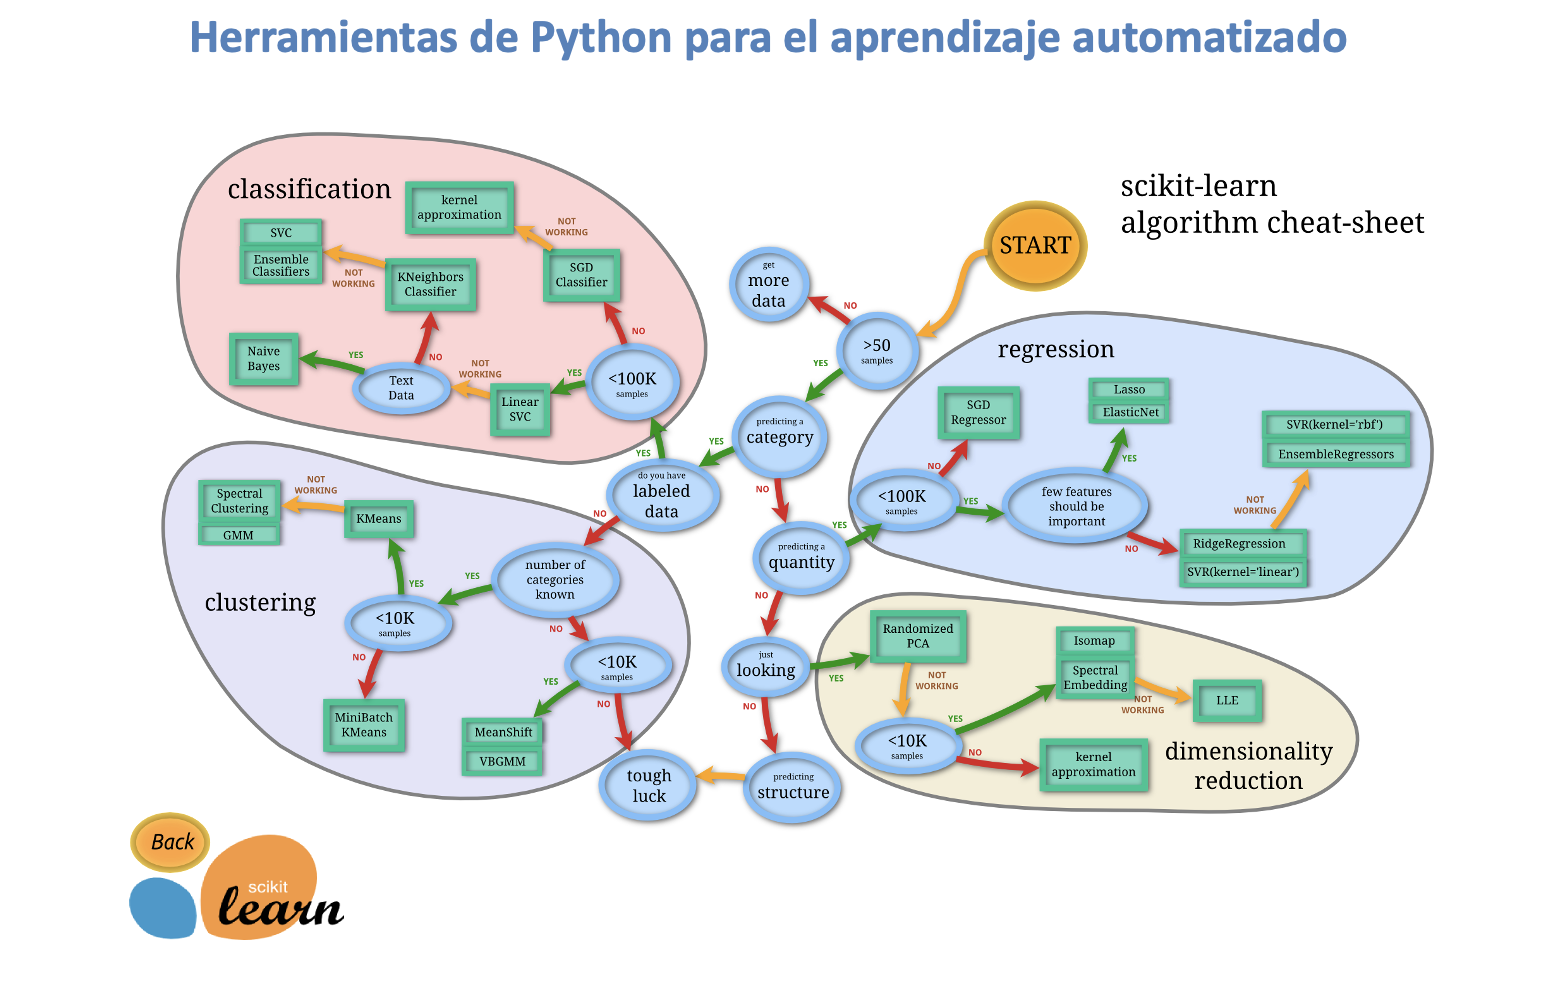 Herramientas de Python para el aprendizaje automatizado
scikit-learn
algorithm cheat-sheet
START
get
more
data
NO
>50
samples
YES
predicting a
category
YES
NO
do you have
labeled
data
YES
NO
predicting a
quantity
YES
NO
just
looking
YES
NO
predicting
structure
tough
luck
classification
kernel
approximation
NOT
WORKING
SVC
Ensemble
Classifiers
NOT
WORKING
KNeighbors
Classifier
SGD
Classifier
NO
Naive
Bayes
YES
NO
Text
Data
NOT
WORKING
Linear
SVC
YES
<100K
samples
regression
SGD
Regressor
NO
<100K
samples
YES
Lasso
ElasticNet
YES
few features
should be
important
NO
SVR(kernel='rbf')
EnsembleRegressors
NOT
WORKING
RidgeRegression
SVR(kernel='linear')
clustering
Spectral
Clustering
GMM
NOT
WORKING
KMeans
YES
<10K
samples
YES
NO
number of
categories
known
NO
<10K
samples
YES
NO
MiniBatch
KMeans
MeanShift
VBGMM
dimensionality
reduction
Randomized
PCA
NOT
WORKING
<10K
samples
YES
NO
Isomap
Spectral
Embedding
NOT
WORKING
LLE
kernel
approximation
Back
scikit
learn